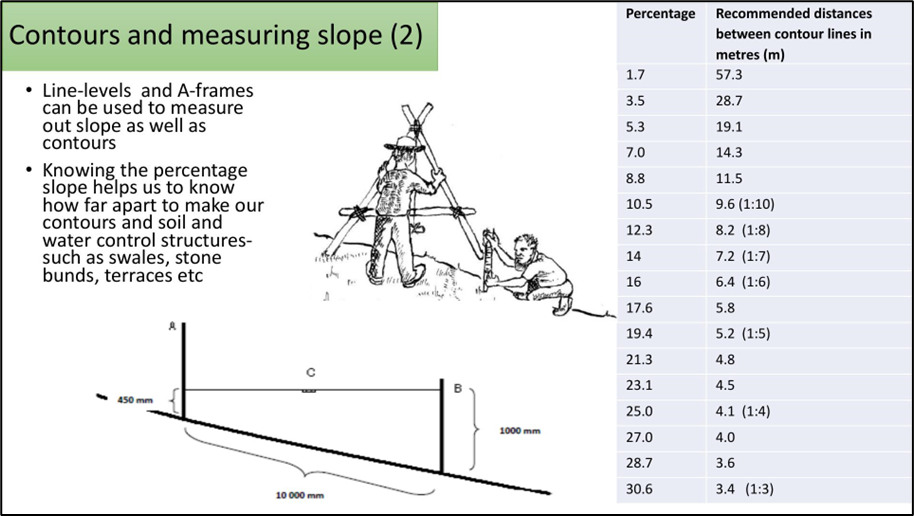 Contours and measuring slope (2)
• Line-levels  and A-frames
can be used to measure
out slope as well as
contours
• Knowing the percentage
slope helps us to know
how far apart to make our
contours and soil and
water control structures-
such as swales, stone
bunds, terraces etc
A
C
B
450 mm
1000 mm
10 000 mm
Percentage Recommended distances
between contour lines in
metres (m)
1.7 57.3
3.5 28.7
5.3 19.1
7.0 14.3
8.8 11.5
10.5 9.6 (1:10)
12.3 8.2  (1:8)
14 7.2  (1:7)
16 6.4  (1:6)
17.6 5.8
19.4 5.2  (1:5)
21.3 4.8
23.1 4.5
25.0 4.1  (1:4)
27.0 4.0
28.7 3.6
30.6 3.4   (1:3)